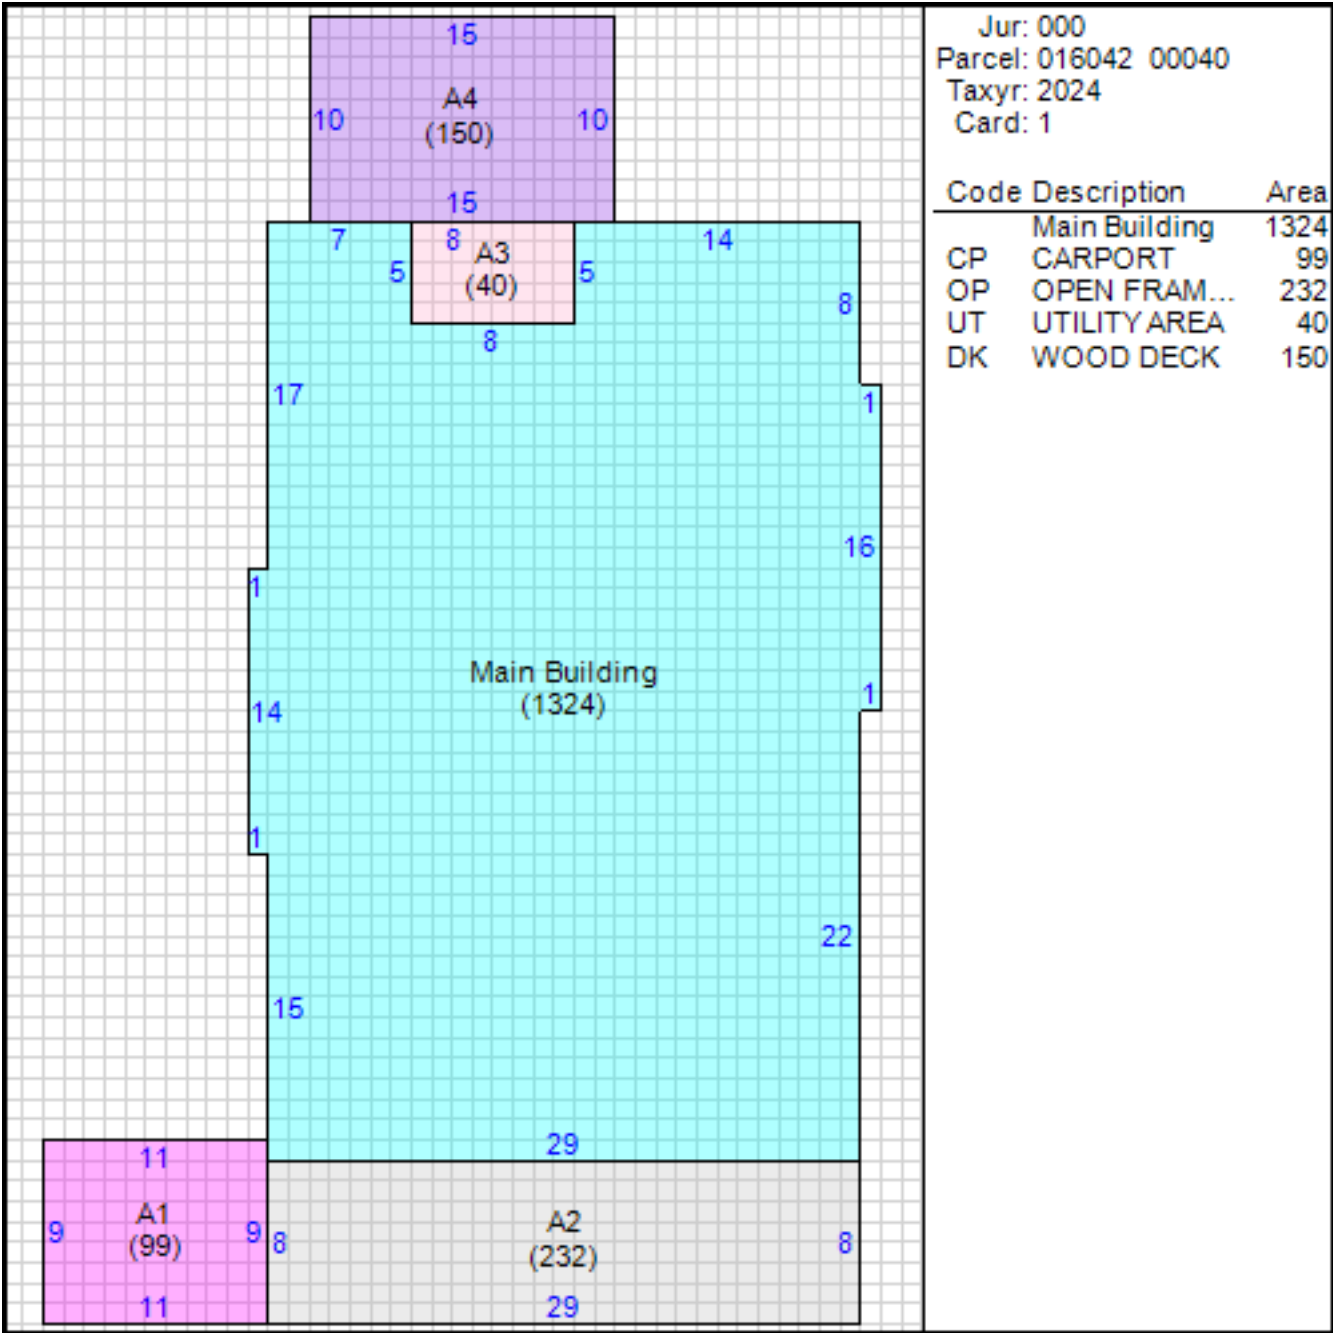 15
A4
10 10
(150)
15
7 8 14
A3
5 5
(40)
8
8
17
1
16
1
Main Building
1
(1324)
14
1
22
15
29
11
A1 A2
9 9 8 8
(99) (232)
11 29
Jur: 000
Parcel: 016042 00040
Taxyr: 2024
Card: 1
Code Description Area
Main Building 1324
CP CARPORT 99
OP OPEN FRAM... 232
UT UTILITY AREA 40
DK WOOD DECK 150